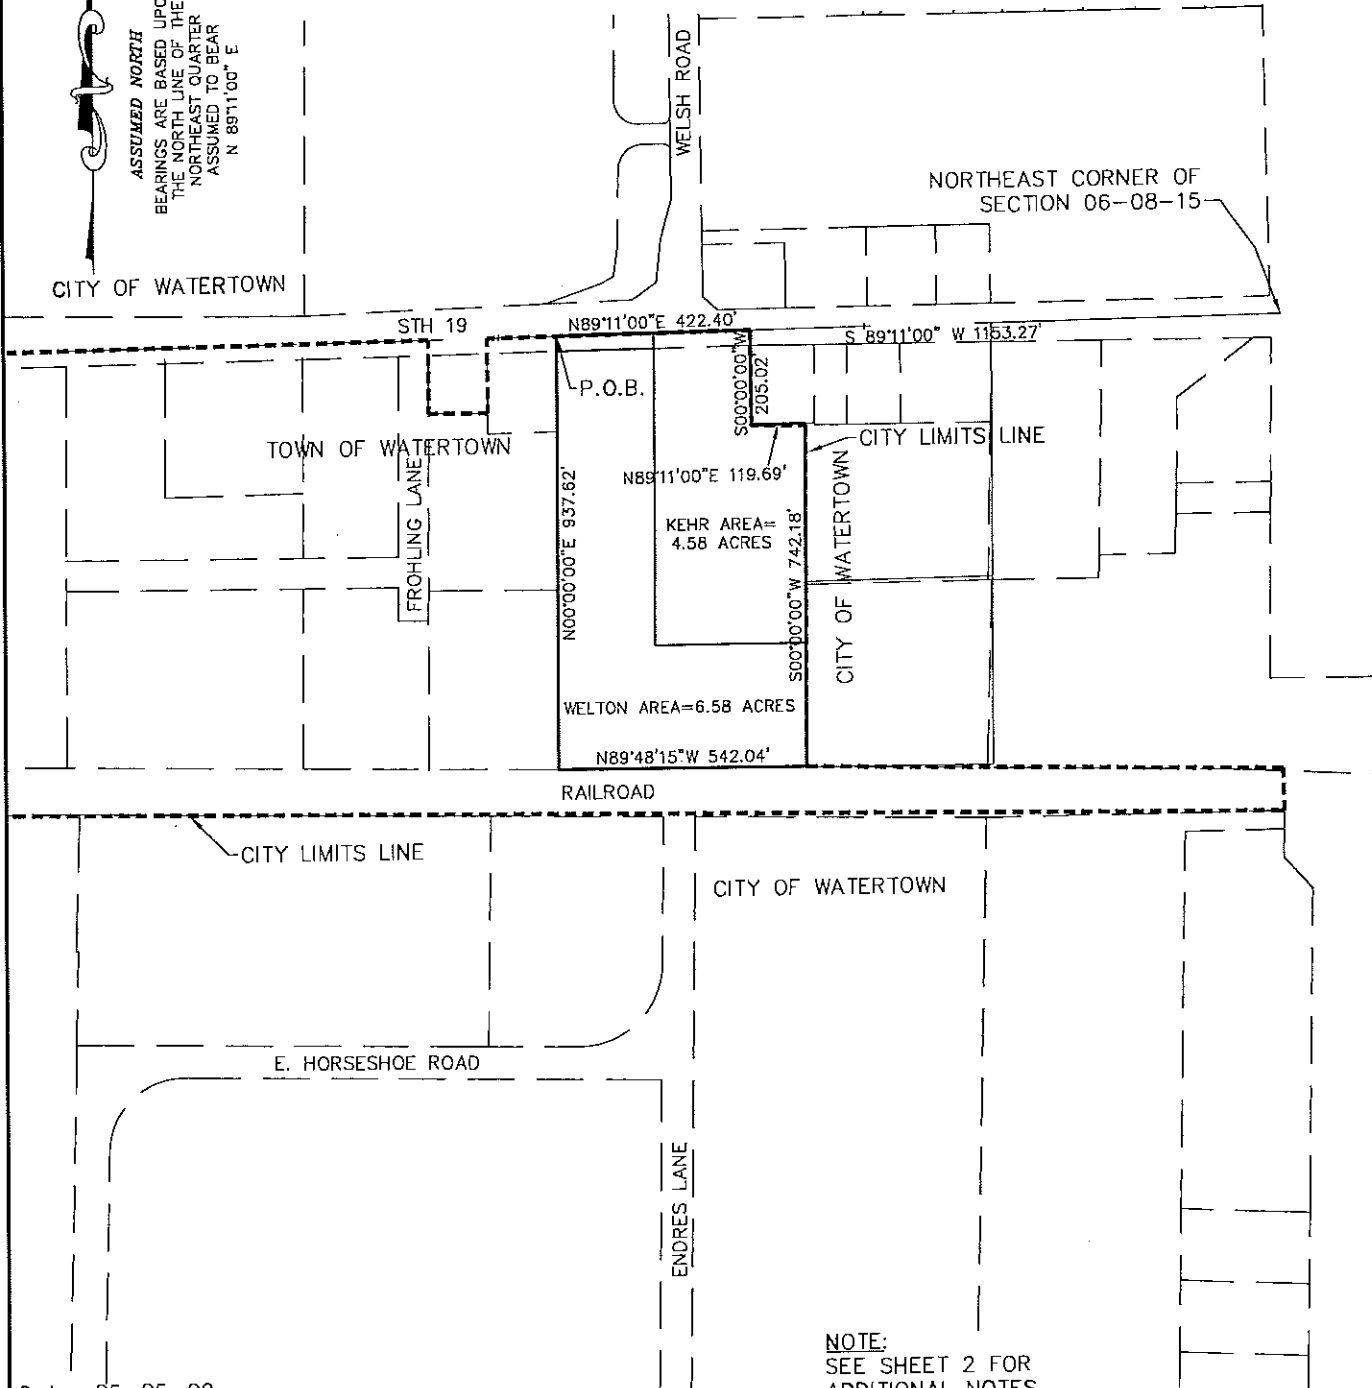 ASSUMED NORTH
BEARINGS ARE BASED
THE NORTH LINE OF THE
NORTHEAST QUARTER
ASSUMED TO BEAR
N 89°11'00" E
WELSH ROAD
NORTHEAST CORNER OF
SECTION 06-08-15
CITY OF WATERTOWN
STH 19
N89°11'00"E 422.40'
S 89°11'00" W 1153.27'
P.O.B.
S00°00'00"W
205.02'
TOWN OF WATERTOWN
CITY LIMITS LINE
FROHLING LANE
N00°00'00"E 937.62'
N89°11'00"E 119.69'
KEHR AREA=
4.58 ACRES
S00°00'00"W 742.18'
CITY OF WATERTOWN
WELTON AREA=6.58 ACRES
N89°48'15"W 542.04'
RAILROAD
CITY LIMITS LINE
CITY OF WATERTOWN
E. HORSESHOE ROAD
ENDRES LANE
NOTE:
SEE SHEET 2 FOR
ADDITIONAL NOTES